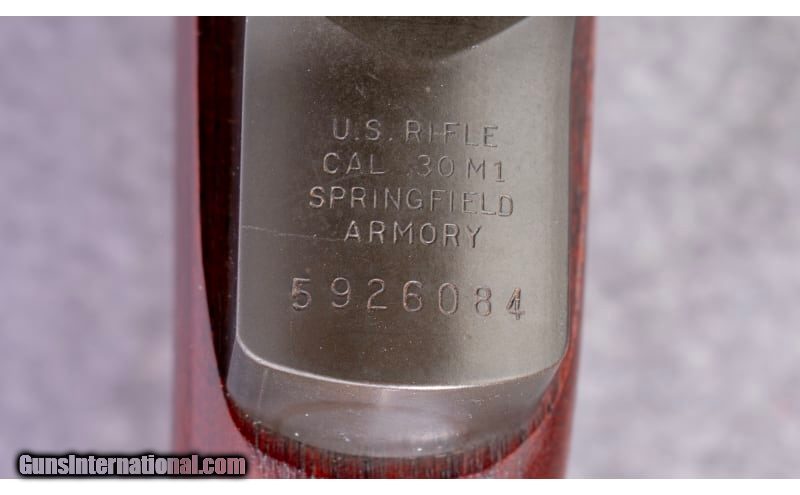 U.S. RIFLE
CAL .30 M1
SPRINGFIELD
ARMORY
5926084
GunsInternational.com